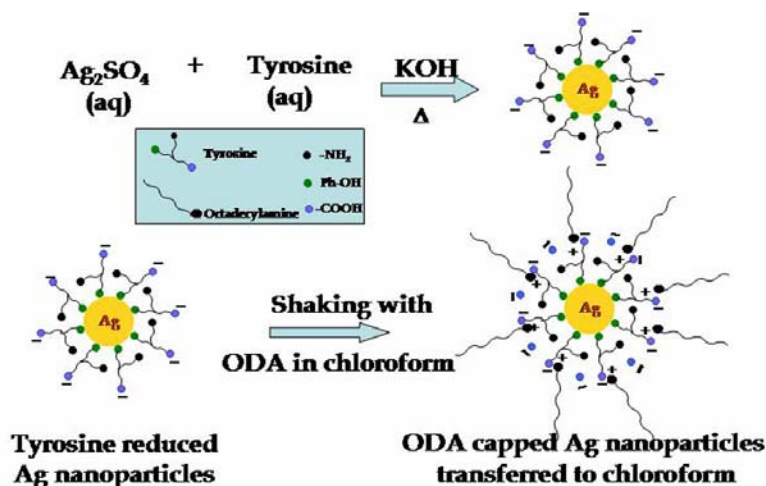 Ag₂SO₄ + Tyrosine KOH
(aq) (aq) Δ
Ag
Tyrosine -NH₂
Ph-OH
Octadecylamine -COOH
Ag
Shaking with
ODA in chloroform
Ag
Tyrosine reduced
Ag nanoparticles
ODA capped Ag nanoparticles
transferred to chloroform